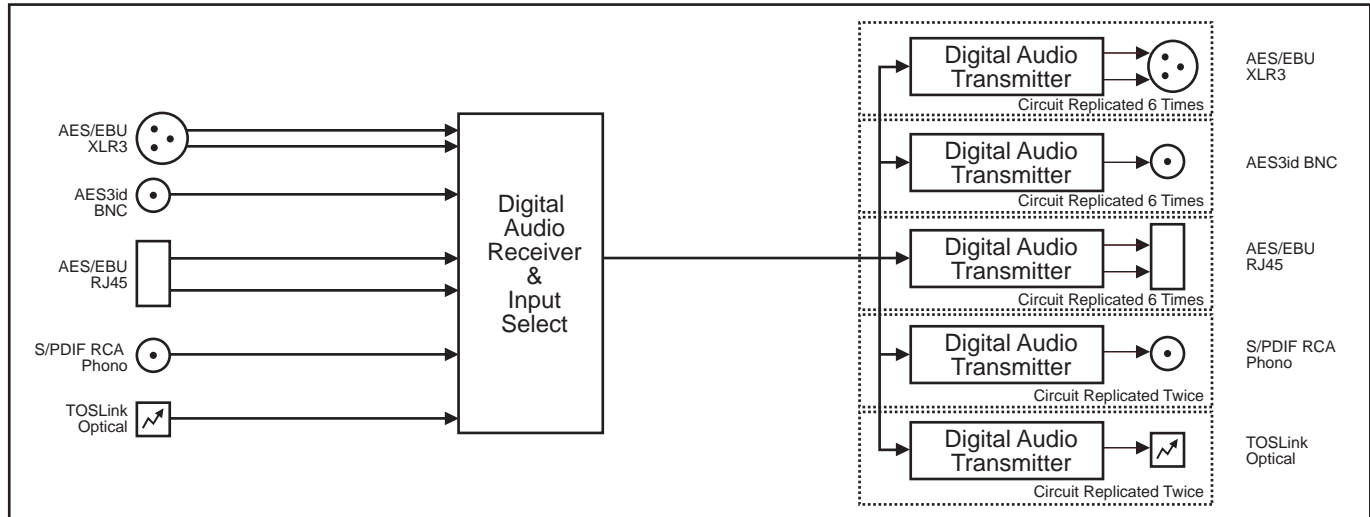 AES/EBU
XLR3
AES3id
BNC
AES/EBU
RJ45
S/PDIF RCA
Phono
TOSLink
Optical
Digital
Audio
Receiver
&
Input
Select
Digital Audio
Transmitter
Circuit Replicated 6 Times
AES/EBU
XLR3
Digital Audio
Transmitter
Circuit Replicated 6 Times
AES3id BNC
Digital Audio
Transmitter
Circuit Replicated 6 Times
AES/EBU
RJ45
Digital Audio
Transmitter
Circuit Replicated Twice
S/PDIF RCA
Phono
Digital Audio
Transmitter
Circuit Replicated Twice
TOSLink
Optical